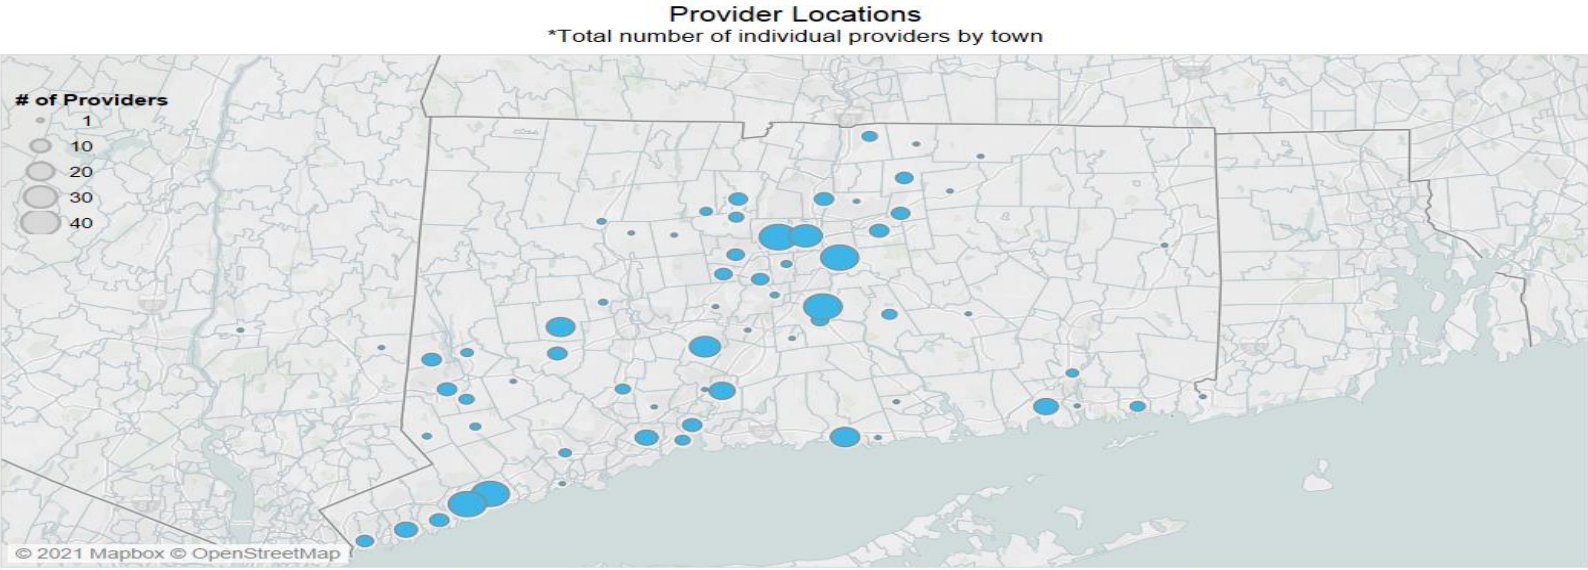 Provider Locations
*Total number of individual providers by town
# of Providers
1
10
20
30
40
© 2021 Mapbox © OpenStreetMap